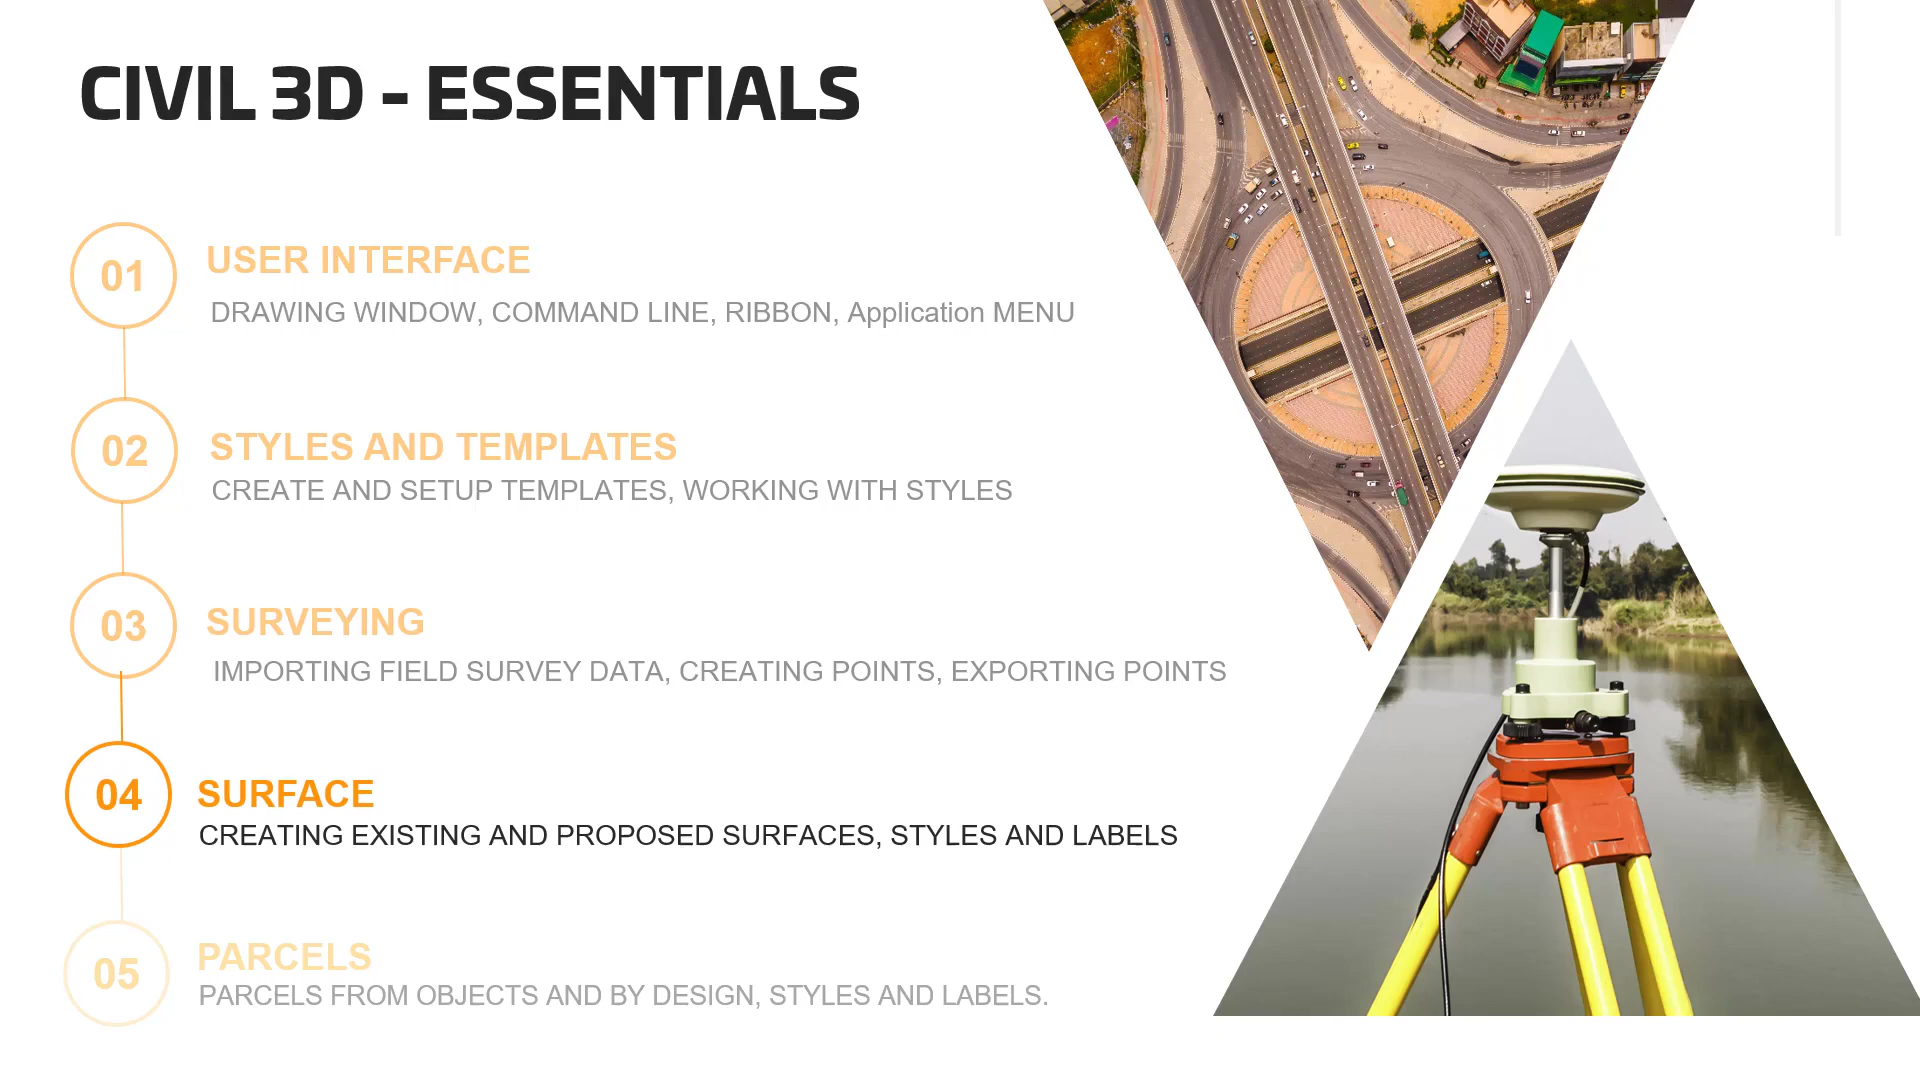 CIVIL 3D - ESSENTIALS
01
USER INTERFACE
DRAWING WINDOW, COMMAND LINE, RIBBON, Application MENU
02
STYLES AND TEMPLATES
CREATE AND SETUP TEMPLATES, WORKING WITH STYLES
03
SURVEYING
IMPORTING FIELD SURVEY DATA, CREATING POINTS, EXPORTING POINTS
04
SURFACE
CREATING EXISTING AND PROPOSED SURFACES, STYLES AND LABELS
05
PARCELS
PARCELS FROM OBJECTS AND BY DESIGN, STYLES AND LABELS.